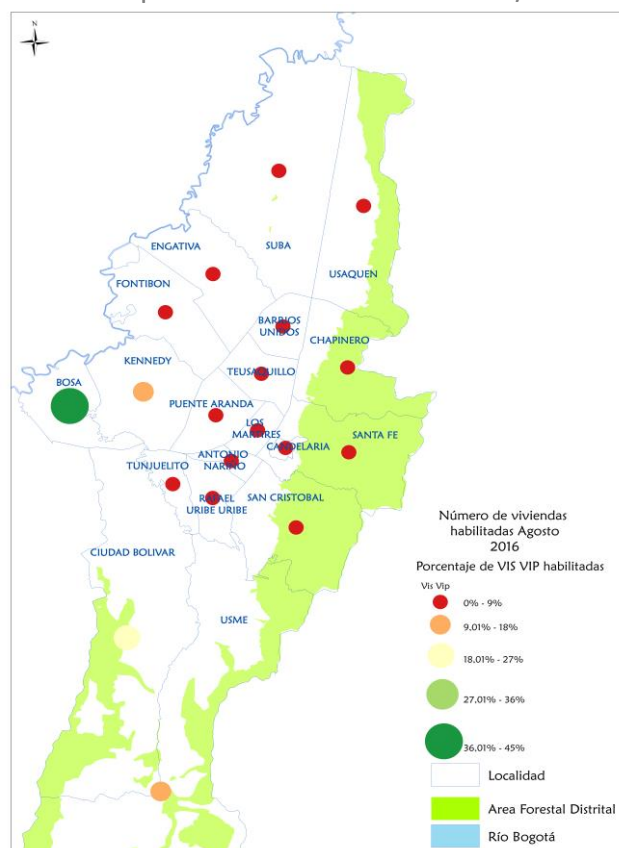 SUBA
USAQUEN
ENGATIVA
FONTIBON
BARRIOS
UNIDOS
CHAPINERO
KENNEDY
BOSA
TEUSAQUILLO
PUENTE ARANDA
LOS
MARTIRES
SANTA FE
CANDELARIA
ANTONIO
NARIÑO
TUNJUELITO
RAFAEL
URIBE URIBE
SAN CRISTOBAL
CIUDAD BOLIVAR
USME
Número de viviendas
habilitadas Agosto
2016
Porcentaje de VIS VIP habilitadas
Vis Vip
0% - 9%
9.01% - 18%
18.01% - 27%
27.01% - 36%
36.01% - 45%
Localidad
Area Forestal Distrital
Río Bogotá